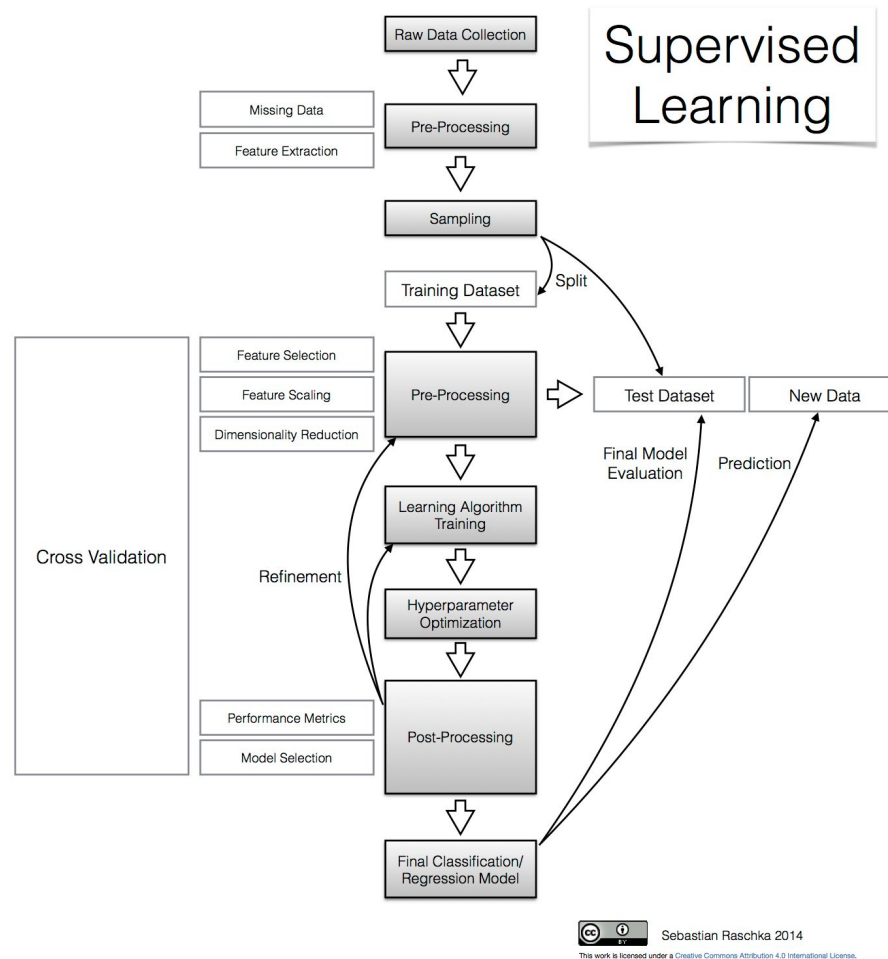 Supervised
Learning
Raw Data Collection
Missing Data
Pre-Processing
Feature Extraction
Sampling
Split
Training Dataset
Feature Selection
Feature Scaling
Pre-Processing
Dimensionality Reduction
Test Dataset
New Data
Final Model
Evaluation
Prediction
Learning Algorithm
Training
Cross Validation
Refinement
Hyperparameter
Optimization
Performance Metrics
Post-Processing
Model Selection
Final Classification/
Regression Model
cc
BY
Sebastian Raschka 2014
This work is licensed under a Creative Commons Attribution 4.0 International License.